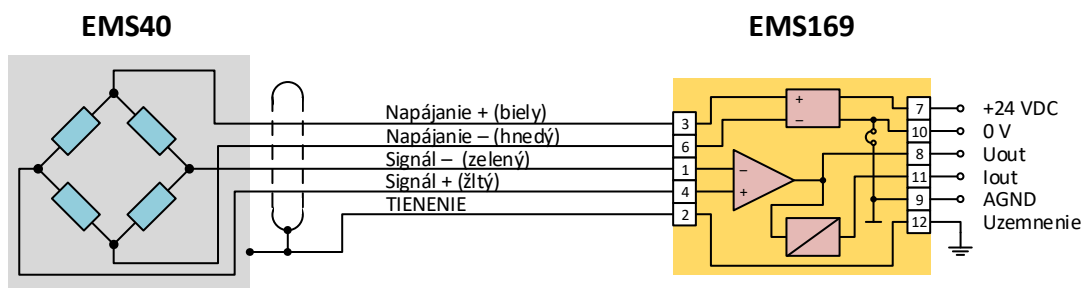 EMS40
EMS169
Napájanie + (biely)
Napájanie – (hnedý)
Signál – (zelený)
Signál + (žltý)
TIENENIE
3
6
1
4
2
+
–
–
+
7
10
8
11
9
12
+24 VDC
0 V
Uout
Iout
AGND
Uzemnenie